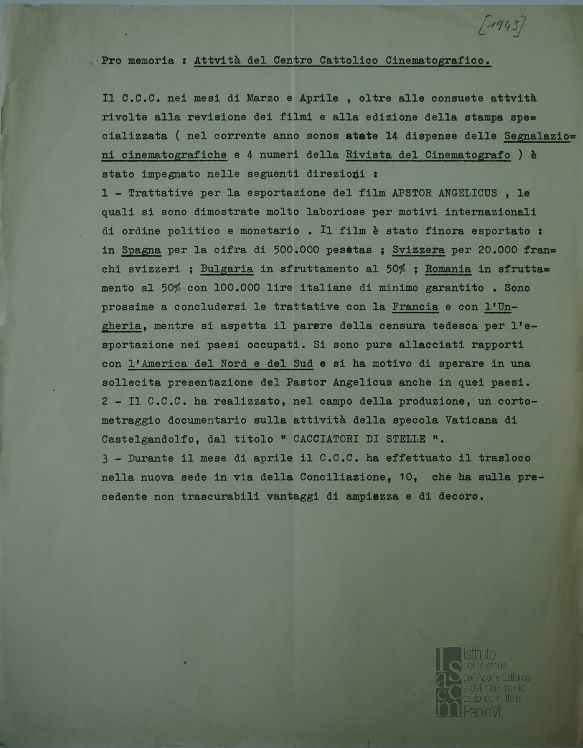 [1943]
Pro memoria : Attvità del Centro Cattolico Cinematografico.
Il C.C.C. nei mesi di Marzo e Aprile , oltre alle consuete attvità
rivolte alla revisione dei filmi e alla edizione della stampa spe=
cializzata ( nel corrente anno sonos state 14 dispense delle Segnalazio=
ni cinematografiche e 4 numeri della Rivista del Cinematografo ) è
stato impegnato nelle seguenti direzioni :
1 - Trattative per la esportazione del film APSTOR ANGELICUS , le
quali si sono dimostrate molto laboriose per motivi internazionali
di ordine politico e monetario . Il film è stato finora esportato :
in Spagna per la cifra di 500.000 pesetas ; Svizzera per 20.000 fran=
chi svizzeri ; Bulgaria in sfruttamento al 50% ; Romania in sfrutta=
mento al 50% con 100.000 lire italiane di minimo garantito . Sono
prossime a concludersi le trattative con la Francia e con l'Un-
gheria, mentre si aspetta il parere della censura tedesca per l'e-
sportazione nei paesi occupati. Si sono pure allacciati rapporti
con l'America del Nord e del Sud e si ha motivo di sperare in una
sollecita presentazione del Pastor Angelicus anche in quei paesi.
2 - Il C.C.C. ha realizzato, nel campo della produzione, un corto-
metraggio documentario sulla attività della specola Vaticana di
Castelgandolfo, dal titolo " CACCIATORI DI STELLE ".
3 - Durante il mese di aprile il C.C.C. ha effettuato il trasloco
nella nuova sede in via della Conciliazione, 10, che ha sulla pre-
cedente non trascurabili vantaggi di ampiezza e di decoro.
Isacem
Istituto
per la storia
dell'Azione cattolica
e del movimento
cattolico in Italia
Paolo VI